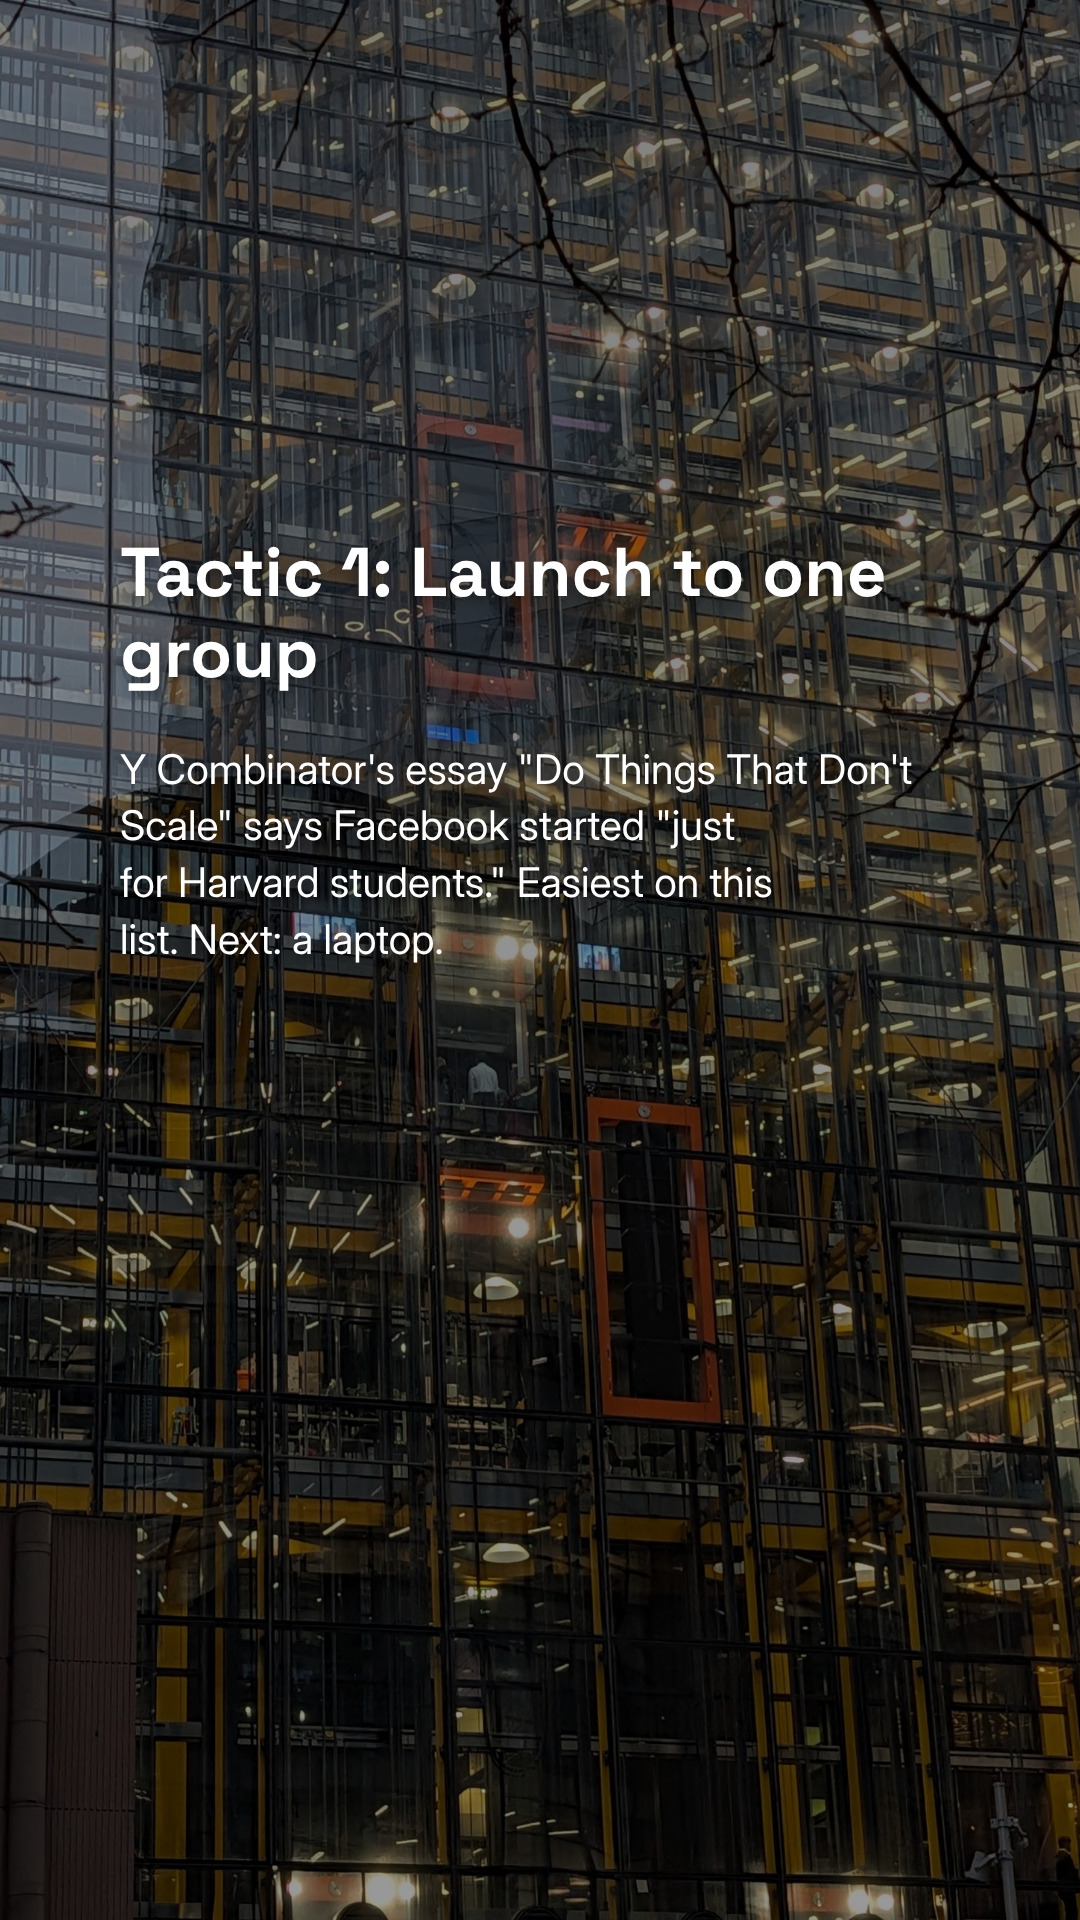 Tactic 1: Launch to one
group
Y Combinator's essay "Do Things That Don't
Scale" says Facebook started "just
for Harvard students." Easiest on this
list. Next: a laptop.